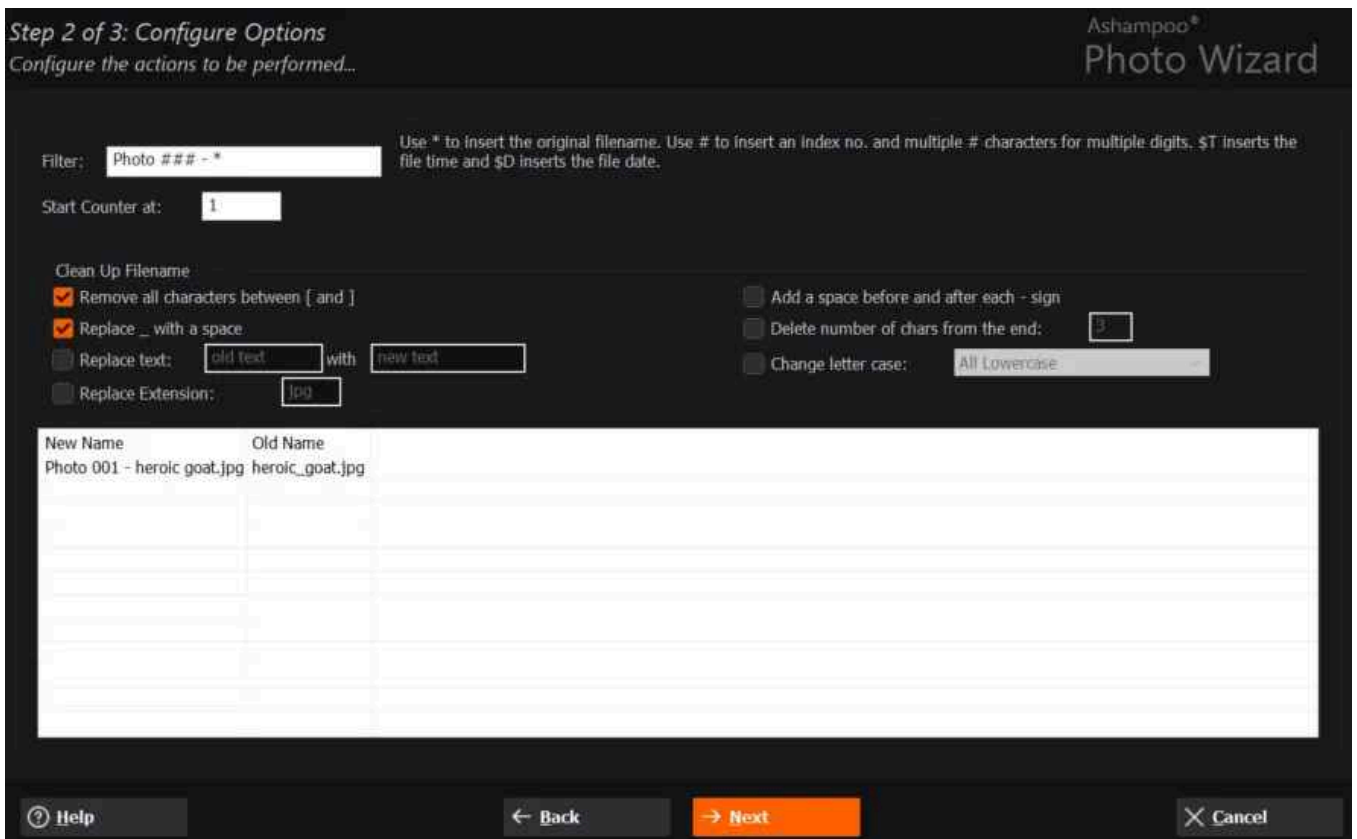 Step 2 of 3: Configure Options
Configure the actions to be performed...
Ashampoo®
Photo Wizard
Filter:
Photo ### - *
Use * to insert the original filename. Use # to insert an index no. and multiple # characters for multiple digits. $T inserts the
file time and $D inserts the file date.
Start Counter at:
1
Clean Up Filename
Remove all characters between [ and ]
Add a space before and after each - sign
Replace _ with a space
Delete number of chars from the end: 3
Replace text: old text with new text
Change letter case: All Lowercase
Replace Extension: jpg
New Name Old Name
Photo 001 - heroic goat.jpg heroic_goat.jpg
Help
Back
Next
Cancel